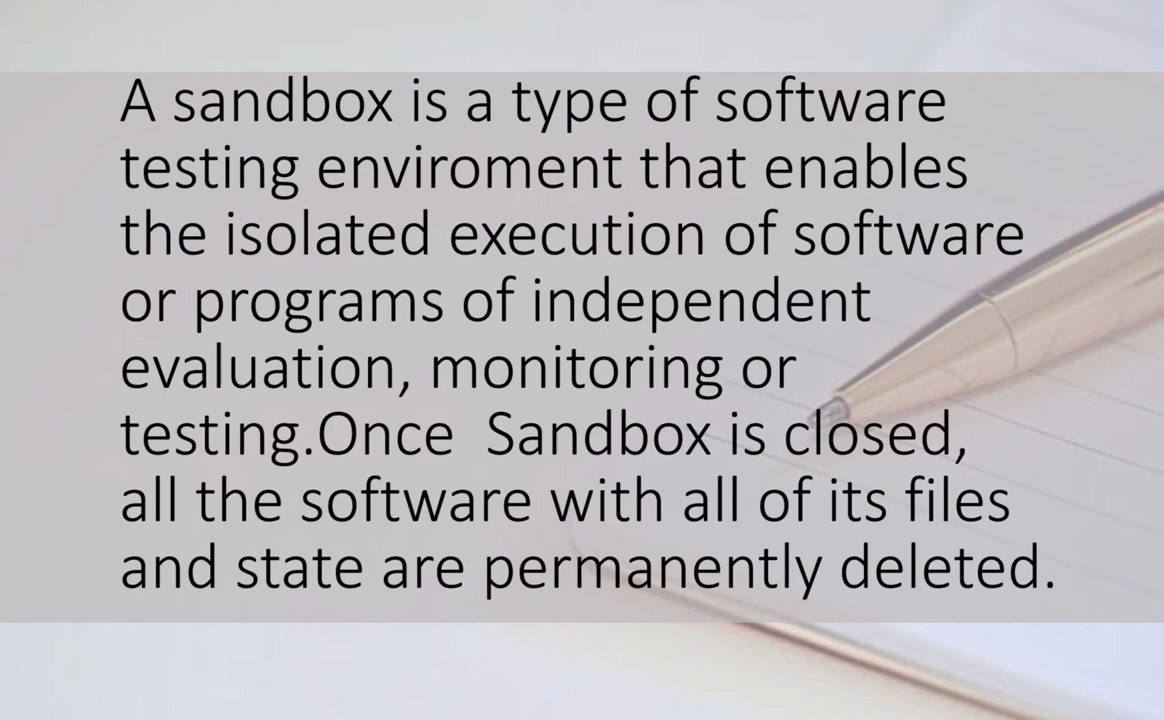 A sandbox is a type of software
testing enviroment that enables
the isolated execution of software
or programs of independent
evaluation, monitoring or
testing.Once  Sandbox is closed,
all the software with all of its files
and state are permanently deleted.